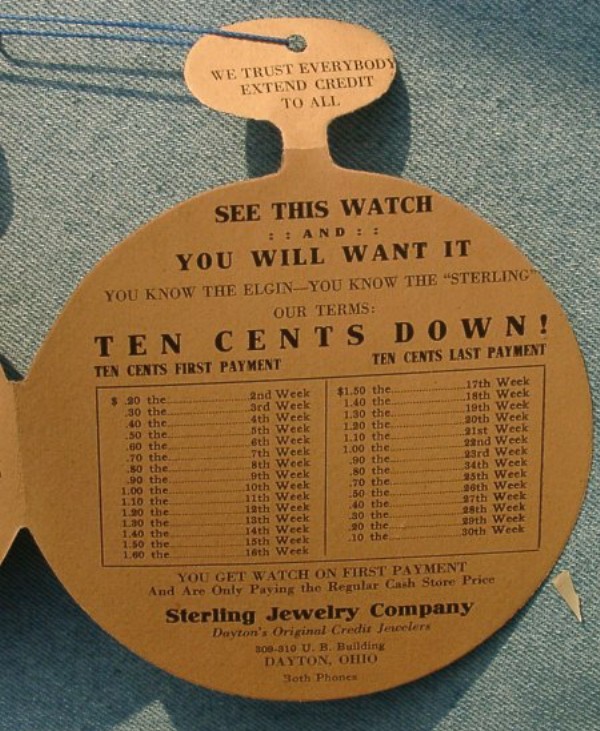 WE TRUST EVERYBODY
EXTEND CREDIT
TO ALL
SEE THIS WATCH
: : AND : :
YOU WILL WANT IT
YOU KNOW THE ELGIN—YOU KNOW THE "STERLING"
OUR TERMS:
TEN CENTS DOWN!
TEN CENTS FIRST PAYMENT
$ .20 the 2nd Week
.30 the 3rd Week
.40 the 4th Week
.50 the 5th Week
.60 the 6th Week
.70 the 7th Week
.80 the 8th Week
.90 the 9th Week
1.00 the 10th Week
1.10 the 11th Week
1.20 the 12th Week
1.30 the 13th Week
1.40 the 14th Week
1.50 the 15th Week
1.60 the 16th Week
TEN CENTS LAST PAYMENT
$1.50 the 17th Week
1.40 the 18th Week
1.30 the 19th Week
1.20 the 20th Week
1.10 the 21st Week
1.00 the 22nd Week
.90 the 23rd Week
.80 the 34th Week
.70 the 25th Week
.50 the 26th Week
.40 the 27th Week
.30 the 28th Week
.20 the 29th Week
.10 the 30th Week
YOU GET WATCH ON FIRST PAYMENT
And Are Only Paying the Regular Cash Store Price
Sterling Jewelry Company
Dayton's Original Credit Jewelers
309-310 U. B. Building
DAYTON, OHIO
Both Phones